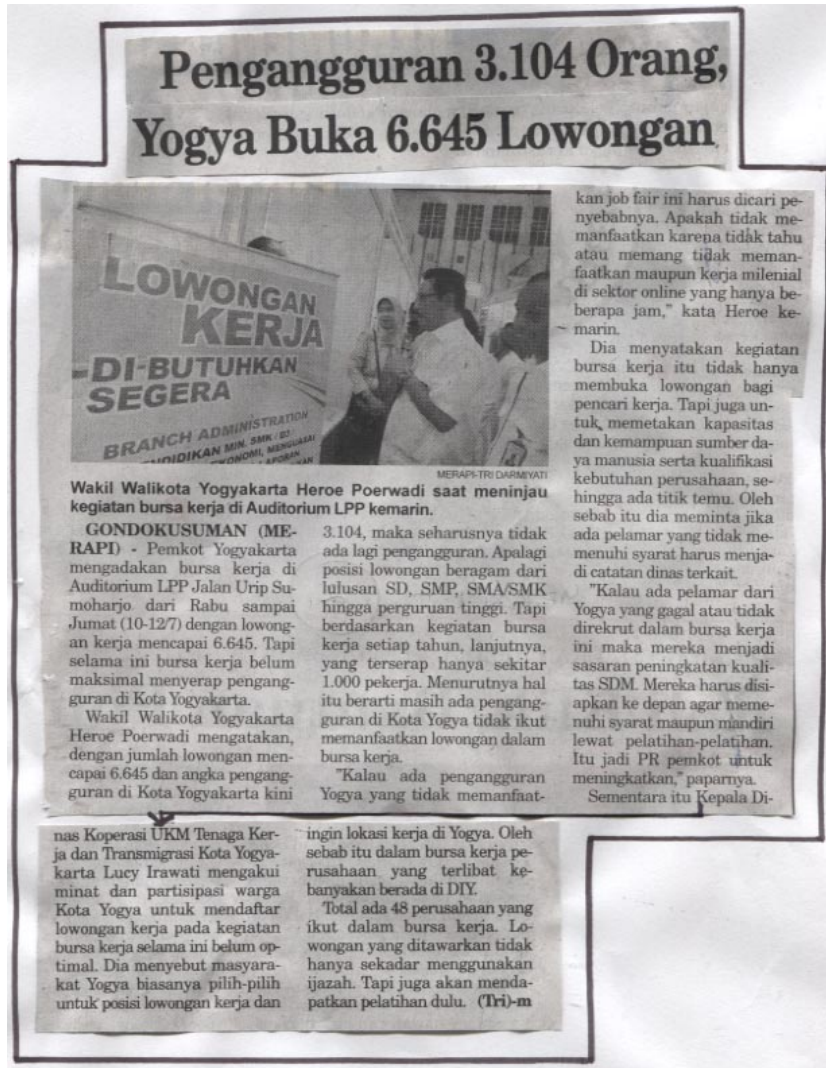 Pengangguran 3.104 Orang,
Yogya Buka 6.645 Lowongan
LOWONGAN
KERJA
DI-BUTUHKAN
SEGERA
BRANCH ADMINISTRATION
PENDIDIKAN MIN. SMK / D3
MERAPI-TRI DARMIYATI
Wakil Walikota Yogyakarta Heroe Poerwadi saat meninjau
kegiatan bursa kerja di Auditorium LPP kemarin.
GONDOKUSUMAN (ME-
RAPI) - Pemkot Yogyakarta
mengadakan bursa kerja di
Auditorium LPP Jalan Urip Su-
moharjo dari Rabu sampai
Jumat (10-12/7) dengan lowong-
an kerja mencapai 6.645. Tapi
selama ini bursa kerja belum
maksimal menyerap pengang-
guran di Kota Yogyakarta.
Wakil Walikota Yogyakarta
Heroe Poerwadi mengatakan,
dengan jumlah lowongan men-
capai 6.645 dan angka pengang-
guran di Kota Yogyakarta kini
3.104, maka seharusnya tidak
ada lagi pengangguran. Apalagi
posisi lowongan beragam dari
lulusan SD, SMP, SMA/SMK
hingga perguruan tinggi. Tapi
berdasarkan kegiatan bursa
kerja setiap tahun, lanjutnya,
yang terserap hanya sekitar
1.000 pekerja. Menurutnya hal
itu berarti masih ada pengang-
guran di Kota Yogya tidak ikut
memanfaatkan lowongan dalam
bursa kerja.
"Kalau ada pengangguran
Yogya yang tidak memanfaat-
kan job fair ini harus dicari pe-
nyebabnya. Apakah tidak me-
manfaatkan karena tidak tahu
atau memang tidak meman-
faatkan maupun kerja milenial
di sektor online yang hanya be-
berapa jam," kata Heroe ke-
marin.
Dia menyatakan kegiatan
bursa kerja itu tidak hanya
membuka lowongan bagi
pencari kerja. Tapi juga un-
tuk memetakan kapasitas
dan kemampuan sumber da-
ya manusia serta kualifikasi
kebutuhan perusahaan, se-
hingga ada titik temu. Oleh
sebab itu dia meminta jika
ada pelamar yang tidak me-
menuhi syarat harus menja-
di catatan dinas terkait.
"Kalau ada pelamar dari
Yogya yang gagal atau tidak
direkrut dalam bursa kerja
ini maka mereka menjadi
sasaran peningkatan kuali-
tas SDM. Mereka harus disi-
apkan ke depan agar meme-
nuhi syarat maupun mandiri
lewat pelatihan-pelatihan.
Itu jadi PR pemkot untuk
meningkatkan," paparnya.
Sementara itu Kepala Di-
nas Koperasi UKM Tenaga Ker-
ja dan Transmigrasi Kota Yogya-
karta Lucy Irawati mengakui
minat dan partisipasi warga
Kota Yogya untuk mendaftar
lowongan kerja pada kegiatan
bursa kerja selama ini belum op-
timal. Dia menyebut masyara-
kat Yogya biasanya pilih-pilih
untuk posisi lowongan kerja dan
ingin lokasi kerja di Yogya. Oleh
sebab itu dalam bursa kerja pe-
rusahaan yang terlibat ke-
banyakan berada di DIY.
Total ada 48 perusahaan yang
ikut dalam bursa kerja. Lo-
wongan yang ditawarkan tidak
hanya sekadar menggunakan
ijazah. Tapi juga akan menda-
patkan pelatihan dulu. (Tri)-m